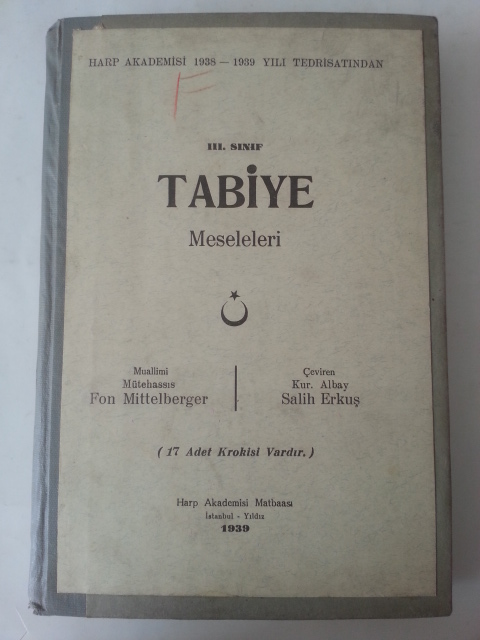 HARP AKADEMİSİ 1938 — 1939 YILI TEDRİSATINDAN
F
III. SINIF
TABİYE
Meseleleri
Muallimi
Mütehassıs
Fon Mittelberger
Çeviren
Kur. Albay
Salih Erkuş
( 17 Adet Krokisi Vardır. )
Harp Akademisi Matbaası
İstanbul - Yıldız
1939